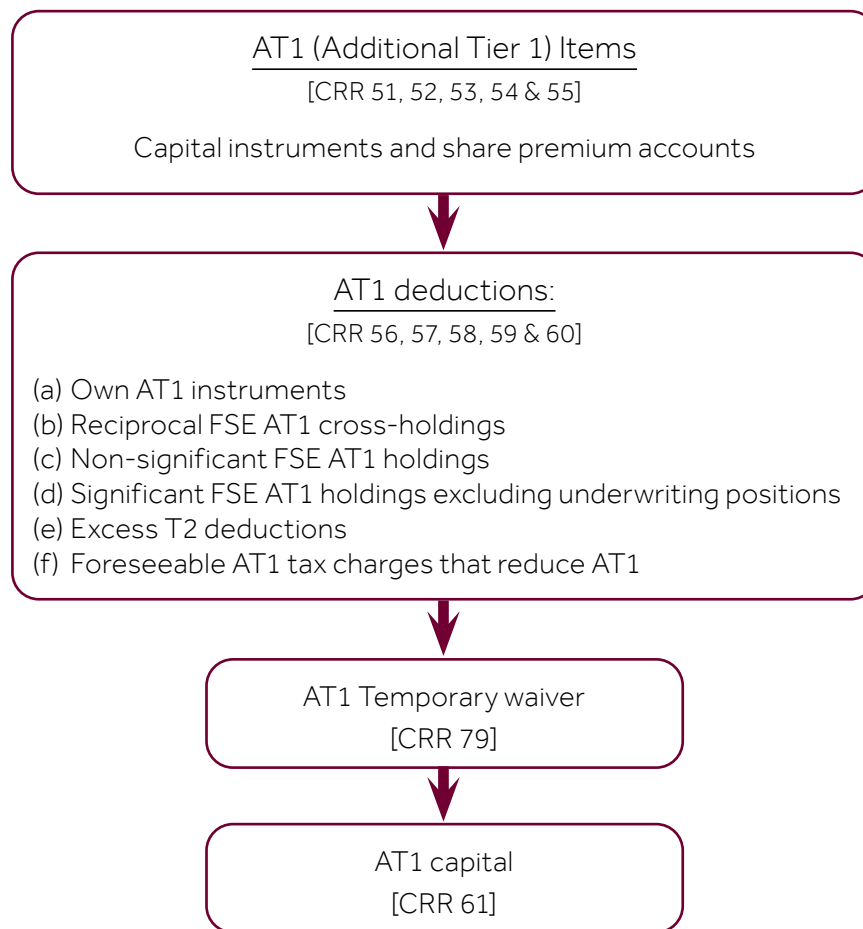 AT1 (Additional Tier 1) Items
[CRR 51, 52, 53, 54 & 55]
Capital instruments and share premium accounts
AT1 deductions:
[CRR 56, 57, 58, 59 & 60]
(a) Own AT1 instruments
(b) Reciprocal FSE AT1 cross-holdings
(c) Non-significant FSE AT1 holdings
(d) Significant FSE AT1 holdings excluding underwriting positions
(e) Excess T2 deductions
(f) Foreseeable AT1 tax charges that reduce AT1
AT1 Temporary waiver
[CRR 79]
AT1 capital
[CRR 61]